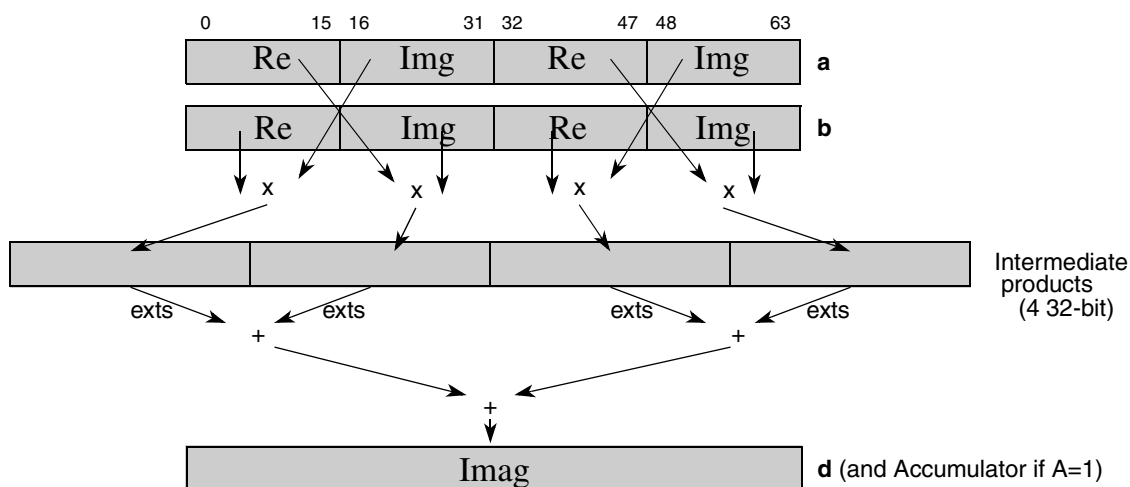 0 15 16 31 32 47 48 63
Re Img Re Img a
Re Img Re Img b
x x x x
Intermediate
products
(4 32-bit)
exts exts exts exts
+ +
+
Imag d (and Accumulator if A=1)